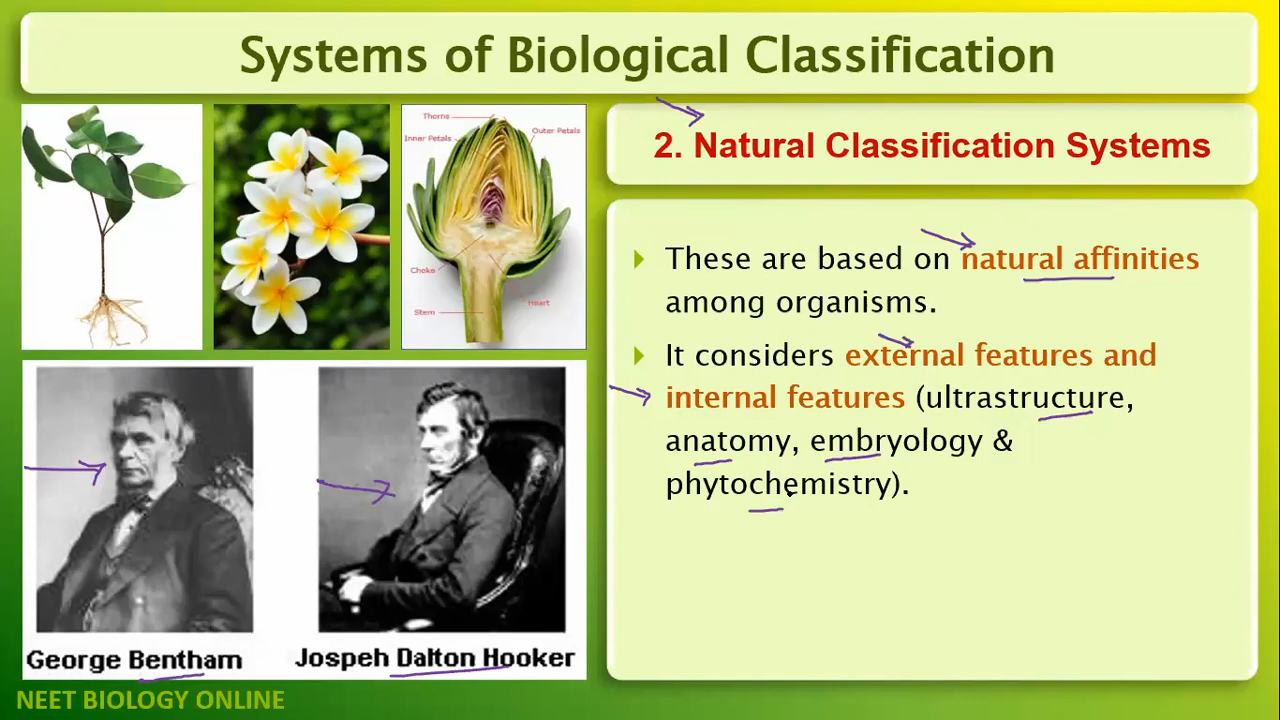 Systems of Biological Classification
Thorns
Inner Petals
Outer Petals
Choke
Heart
Stem
2. Natural Classification Systems
These are based on natural affinities
among organisms.
It considers external features and
internal features (ultrastructure,
anatomy, embryology &
phytochemistry).
George Bentham
Jospeh Dalton Hooker
NEET BIOLOGY ONLINE